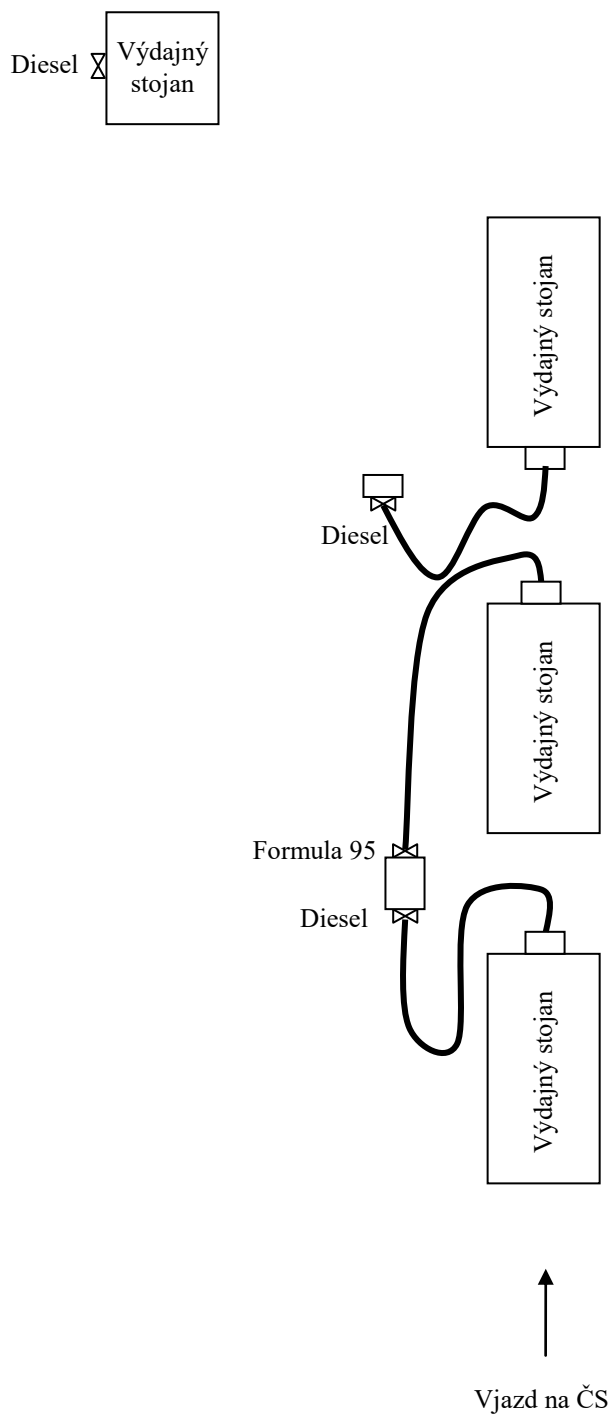 Diesel
Výdajný
stojan
Výdajný stojan
Diesel
Výdajný stojan
Formula 95
Diesel
Výdajný stojan
Vjazd na ČS